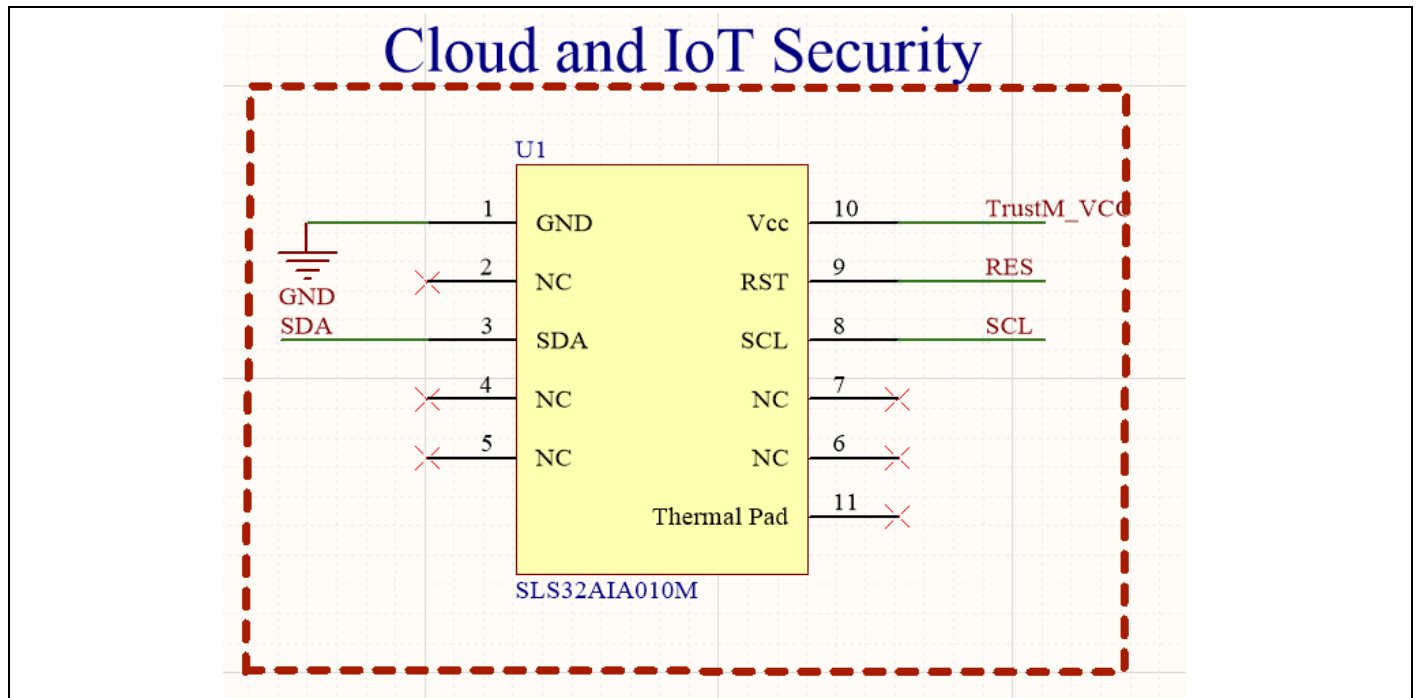 Cloud and IoT Security
U1
1 GND Vcc 10 TrustM_VCC
2 NC RST 9 RES
GND
SDA 3 SDA SCL 8 SCL
4 NC NC 7
5 NC NC 6
Thermal Pad 11
SLS32AIA010M